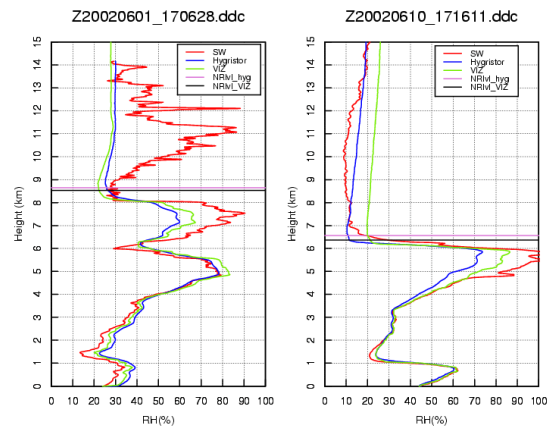 Z20020601_170628.ddc
15
14
13
12
11
10
9
8
7
6
5
4
3
2
1
0
Height (km)
SW
Hygristor
VIZ
NRlvl_hyg
NRlvl_VIZ
0 10 20 30 40 50 60 70 80 90 100
RH(%)
Z20020610_171611.ddc
15
14
13
12
11
10
9
8
7
6
5
4
3
2
1
0
Height (km)
SW
Hygristor
VIZ
NRlvl_hyg
NRlvl_VIZ
0 10 20 30 40 50 60 70 80 90 100
RH(%)